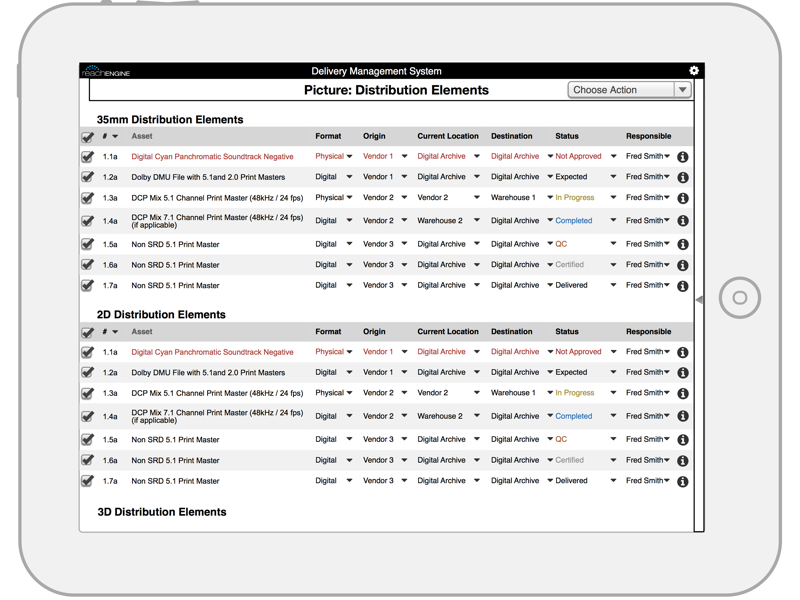 reachENGINE
Delivery Management System
Picture: Distribution Elements
Choose Action
35mm Distribution Elements
# Asset Format Origin Current Location Destination Status Responsible
1.1a Digital Cyan Panchromatic Soundtrack Negative Physical Vendor 1 Digital Archive Digital Archive Not Approved Fred Smith
1.2a Dolby DMU File with 5.1and 2.0 Print Masters Digital Vendor 1 Digital Archive Digital Archive Expected Fred Smith
1.3a DCP Mix 5.1 Channel Print Master (48kHz / 24 fps) Physical Vendor 2 Vendor 2 Warehouse 1 In Progress Fred Smith
1.4a DCP Mix 7.1 Channel Print Master (48kHz / 24 fps) Digital Vendor 2 Warehouse 2 Digital Archive Completed Fred Smith
(if applicable)
1.5a Non SRD 5.1 Print Master Digital Vendor 3 Digital Archive Digital Archive QC Fred Smith
1.6a Non SRD 5.1 Print Master Digital Vendor 3 Digital Archive Digital Archive Certified Fred Smith
1.7a Non SRD 5.1 Print Master Digital Vendor 3 Digital Archive Digital Archive Delivered Fred Smith
2D Distribution Elements
# Asset Format Origin Current Location Destination Status Responsible
1.1a Digital Cyan Panchromatic Soundtrack Negative Physical Vendor 1 Digital Archive Digital Archive Not Approved Fred Smith
1.2a Dolby DMU File with 5.1and 2.0 Print Masters Digital Vendor 1 Digital Archive Digital Archive Expected Fred Smith
1.3a DCP Mix 5.1 Channel Print Master (48kHz / 24 fps) Physical Vendor 2 Vendor 2 Warehouse 1 In Progress Fred Smith
1.4a DCP Mix 7.1 Channel Print Master (48kHz / 24 fps) Digital Vendor 2 Warehouse 2 Digital Archive Completed Fred Smith
(if applicable)
1.5a Non SRD 5.1 Print Master Digital Vendor 3 Digital Archive Digital Archive QC Fred Smith
1.6a Non SRD 5.1 Print Master Digital Vendor 3 Digital Archive Digital Archive Certified Fred Smith
1.7a Non SRD 5.1 Print Master Digital Vendor 3 Digital Archive Digital Archive Delivered Fred Smith
3D Distribution Elements